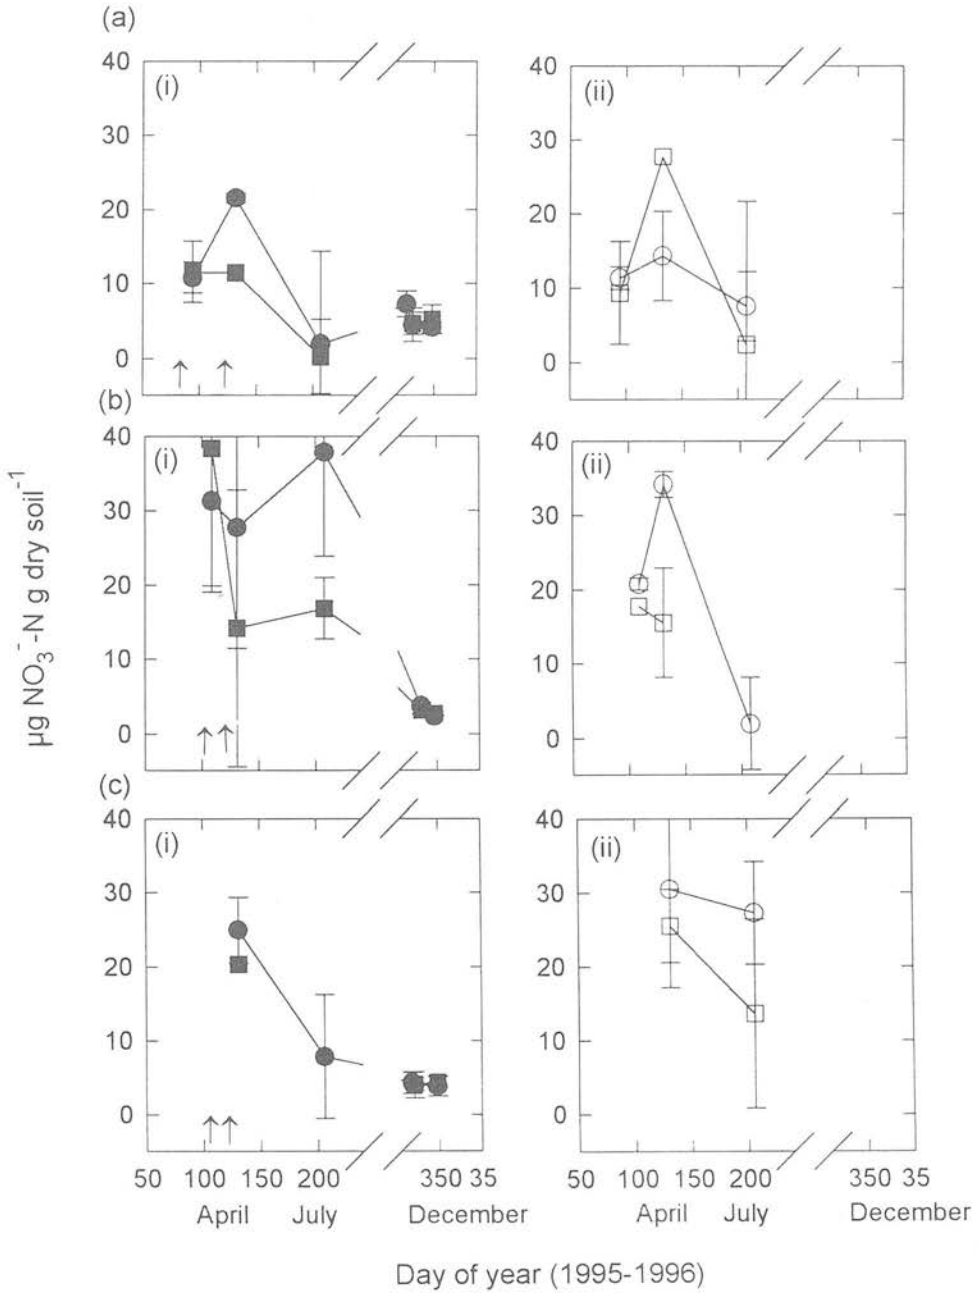 (a)
(i)
(ii)
40
30
20
10
0
40
30
20
10
0
(b)
(i)
(ii)
40
30
20
10
0
40
30
20
10
0
(c)
(i)
(ii)
40
30
20
10
0
40
30
20
10
0
50 100 150 200 350 35
50 100 150 200 350 35
April July December
April July December
Day of year (1995-1996)
µg NO₃⁻-N g dry soil⁻¹